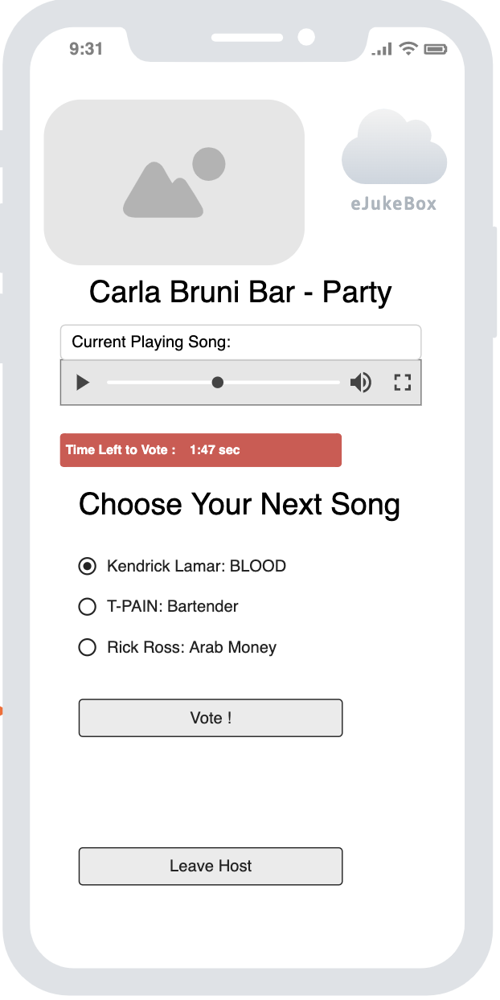 9:31
eJukeBox
Carla Bruni Bar - Party
Current Playing Song:
Time Left to Vote : 1:47 sec
Choose Your Next Song
Kendrick Lamar: BLOOD
T-PAIN: Bartender
Rick Ross: Arab Money
Vote !
Leave Host